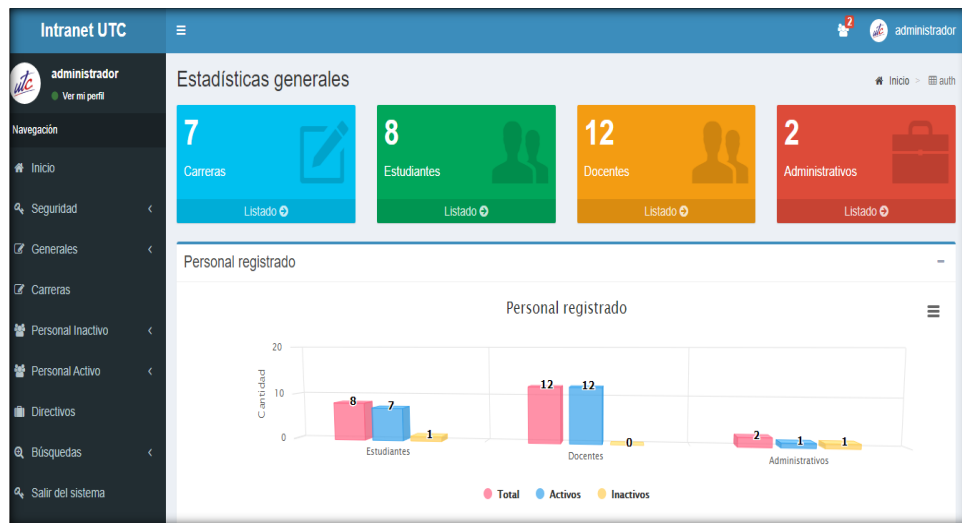 Intranet UTC
2
utc
administrador
utc
administrador
Ver mi perfil
Navegación
Inicio
Seguridad
Generales
Carreras
Personal Inactivo
Personal Activo
Directivos
Búsquedas
Salir del sistema
Estadísticas generales
Inicio > auth
7
Carreras
Listado
8
Estudiantes
Listado
12
Docentes
Listado
2
Administrativos
Listado
Personal registrado
Personal registrado
Cantidad
20
10
0
8
7
1
12
12
0
2
1
1
Estudiantes
Docentes
Administrativos
Total Activos Inactivos